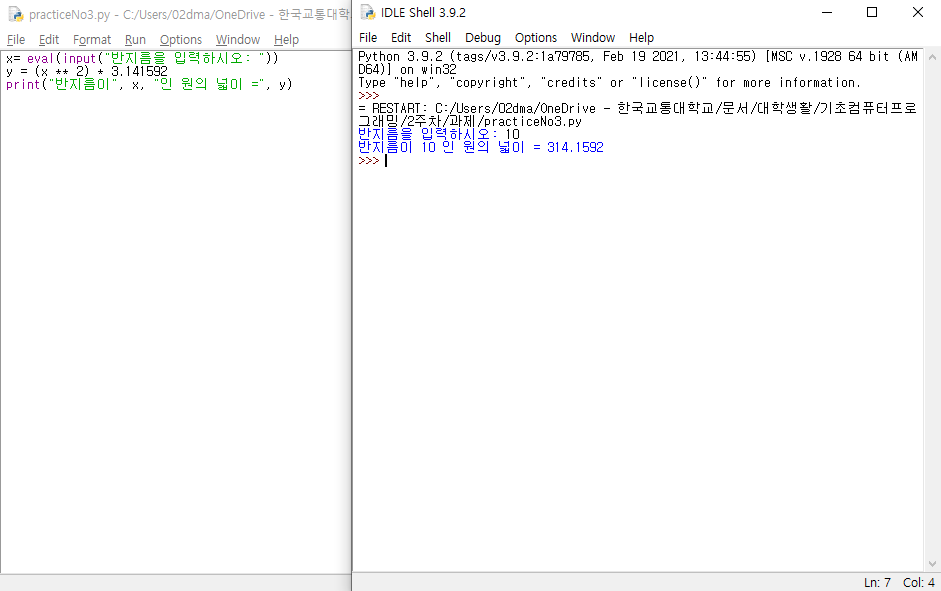 practiceNo3.py - C:/Users/02dma/OneDrive - 한국교통대학
File Edit Format Run Options Window Help
x= eval(input("반지름을 입력하시오: "))
y = (x ** 2) * 3.141592
print("반지름이", x, "인 원의 넓이 =", y)
IDLE Shell 3.9.2
File Edit Shell Debug Options Window Help
Python 3.9.2 (tags/v3.9.2:1a79785, Feb 19 2021, 13:44:55) [MSC v.1928 64 bit (AM
D64)] on win32
Type "help", "copyright", "credits" or "license()" for more information.
>>>
= RESTART: C:/Users/02dma/OneDrive - 한국교통대학교/문서/대학생활/기초컴퓨터프로
그래밍/2주차/과제/practiceNo3.py
반지름을 입력하시오: 10
반지름이 10 인 원의 넓이 = 314.1592
>>>
Ln: 7 Col: 4